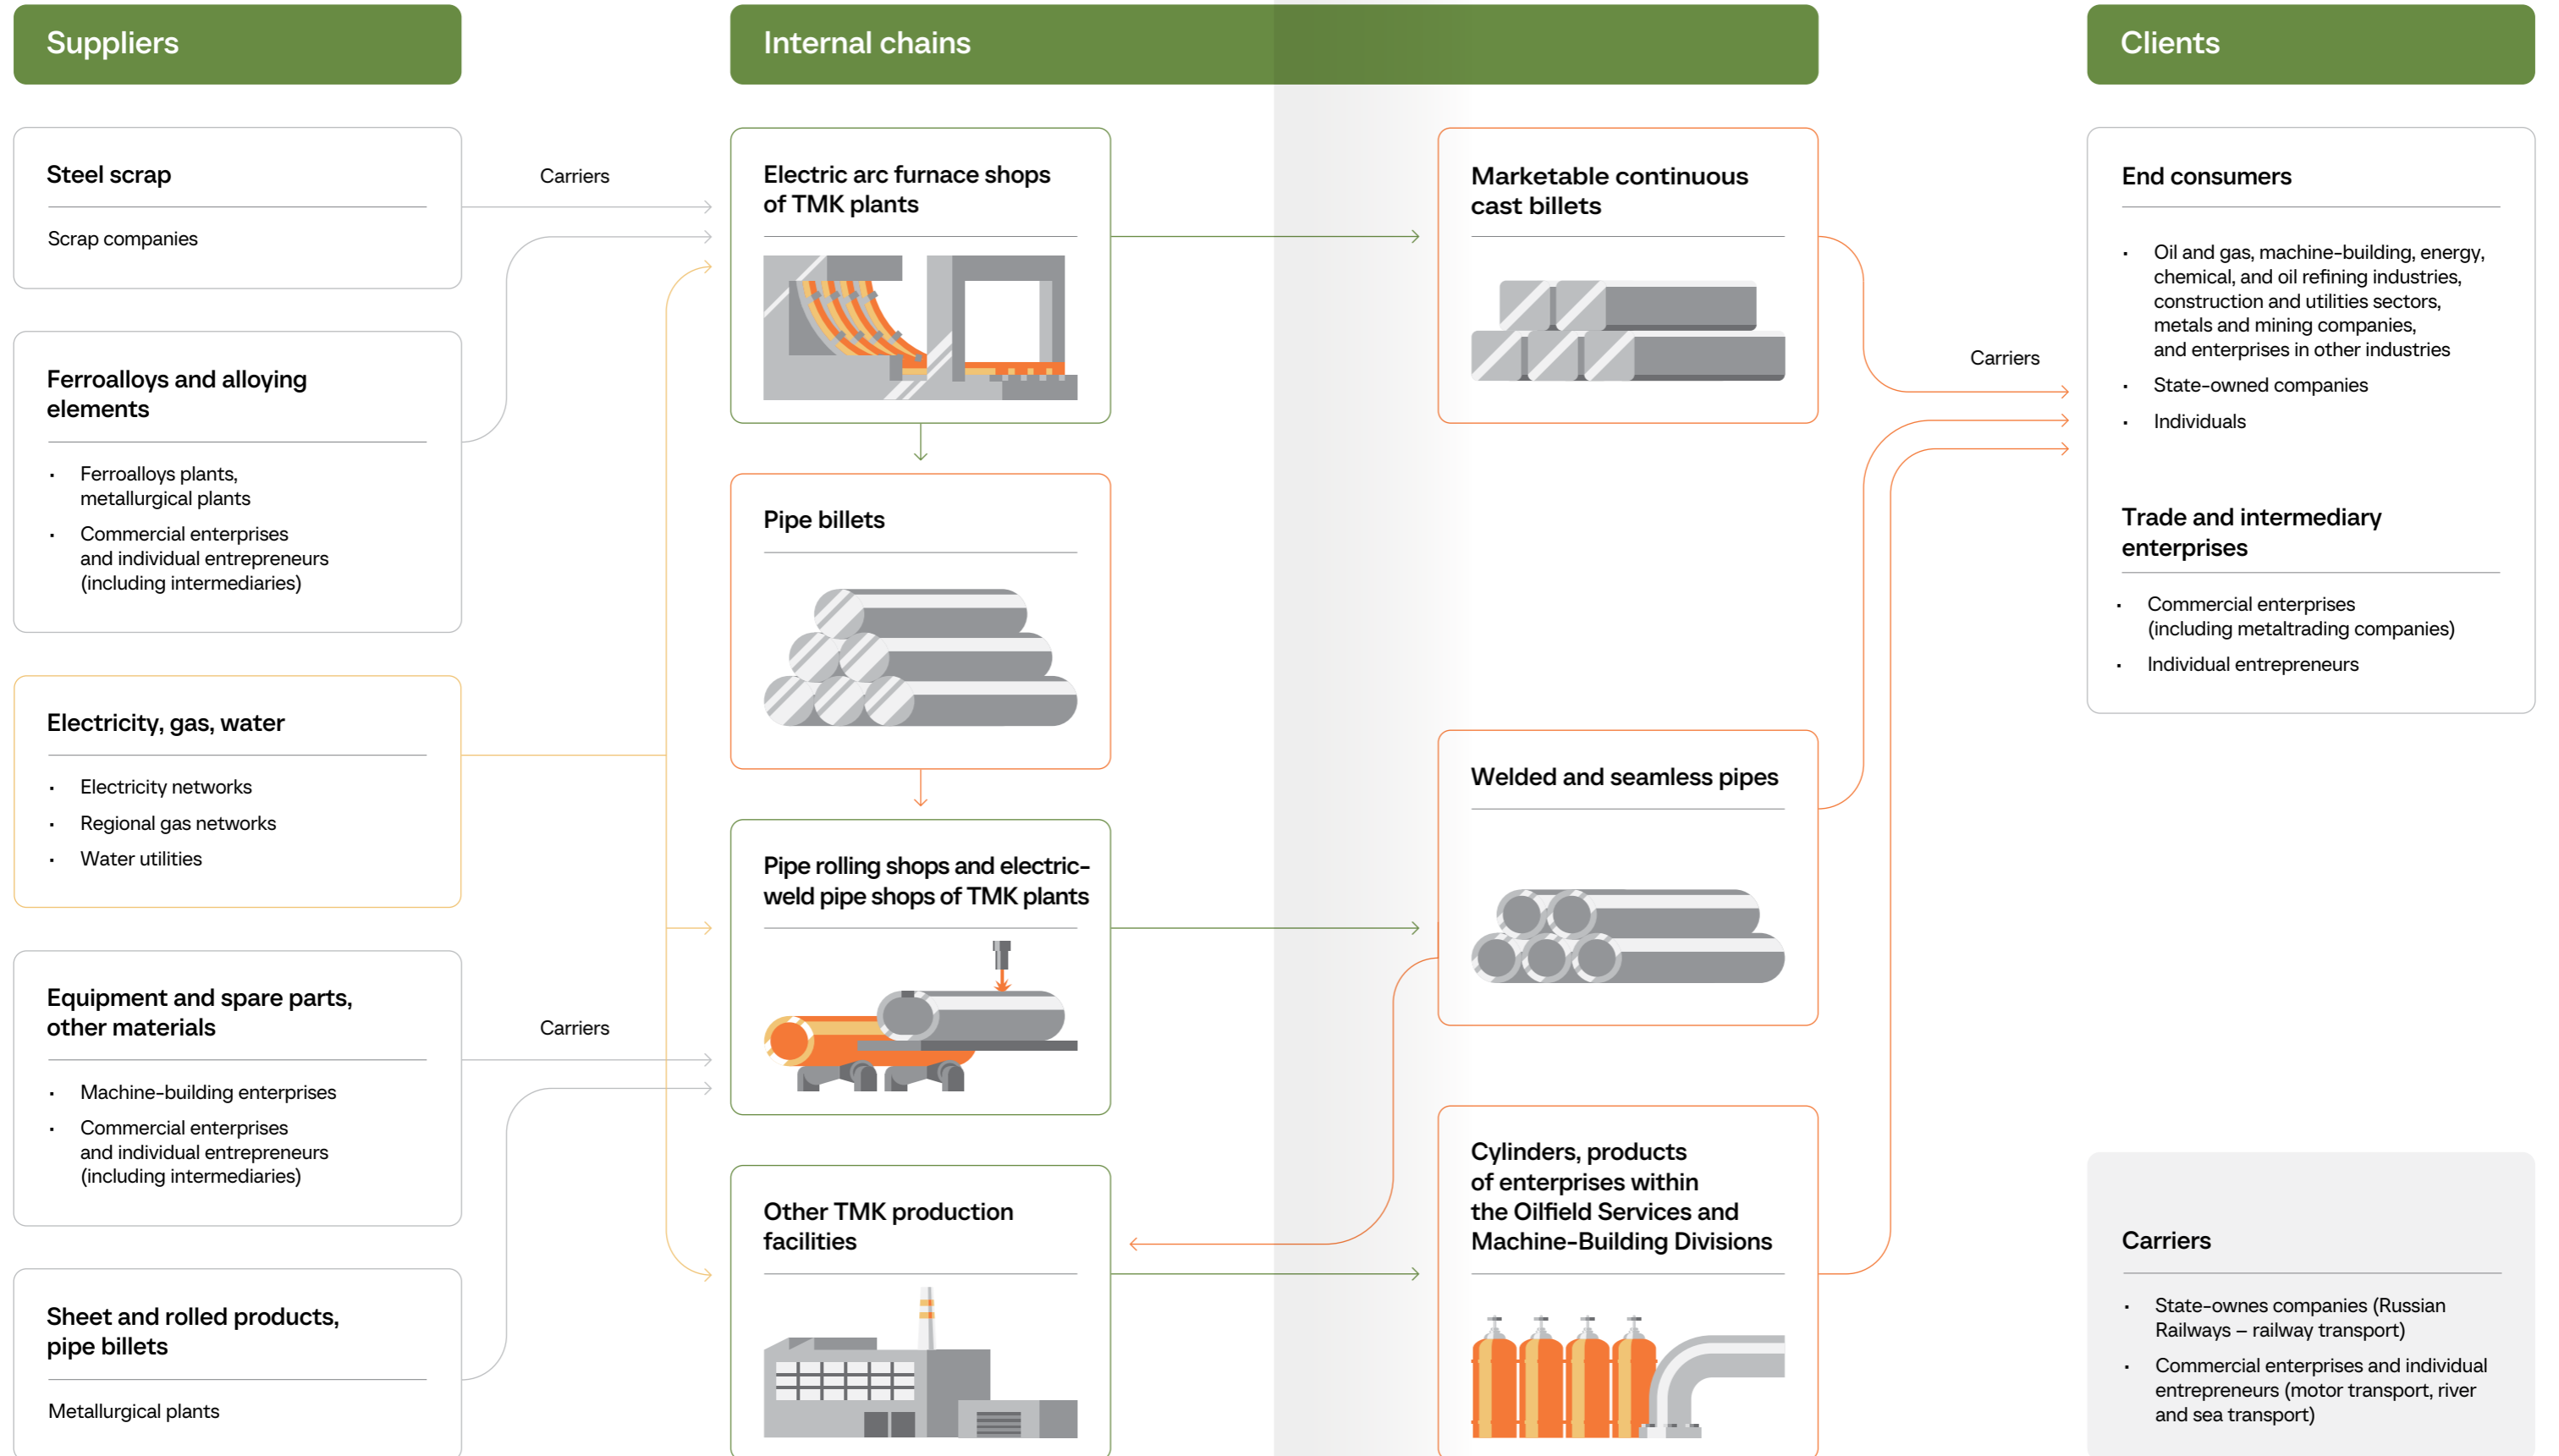 Suppliers
Internal chains
Clients
Steel scrap
Scrap companies
Carriers
Ferroalloys and alloying
elements
Ferroalloys plants,
metallurgical plants
Commercial enterprises
and individual entrepreneurs
(including intermediaries)
Electricity, gas, water
Electricity networks
Regional gas networks
Water utilities
Equipment and spare parts,
other materials
Machine-building enterprises
Commercial enterprises
and individual entrepreneurs
(including intermediaries)
Carriers
Sheet and rolled products,
pipe billets
Metallurgical plants
Electric arc furnace shops
of TMK plants
Pipe billets
Pipe rolling shops and electric-
weld pipe shops of TMK plants
Other TMK production
facilities
Marketable continuous
cast billets
Welded and seamless pipes
Cylinders, products
of enterprises within
the Oilfield Services and
Machine-Building Divisions
Carriers
End consumers
Oil and gas, machine-building, energy,
chemical, and oil refining industries,
construction and utilities sectors,
metals and mining companies,
and enterprises in other industries
State-owned companies
Individuals
Trade and intermediary
enterprises
Commercial enterprises
(including metaltrading companies)
Individual entrepreneurs
Carriers
State-ownes companies (Russian
Railways – railway transport)
Commercial enterprises and individual
entrepreneurs (motor transport, river
and sea transport)